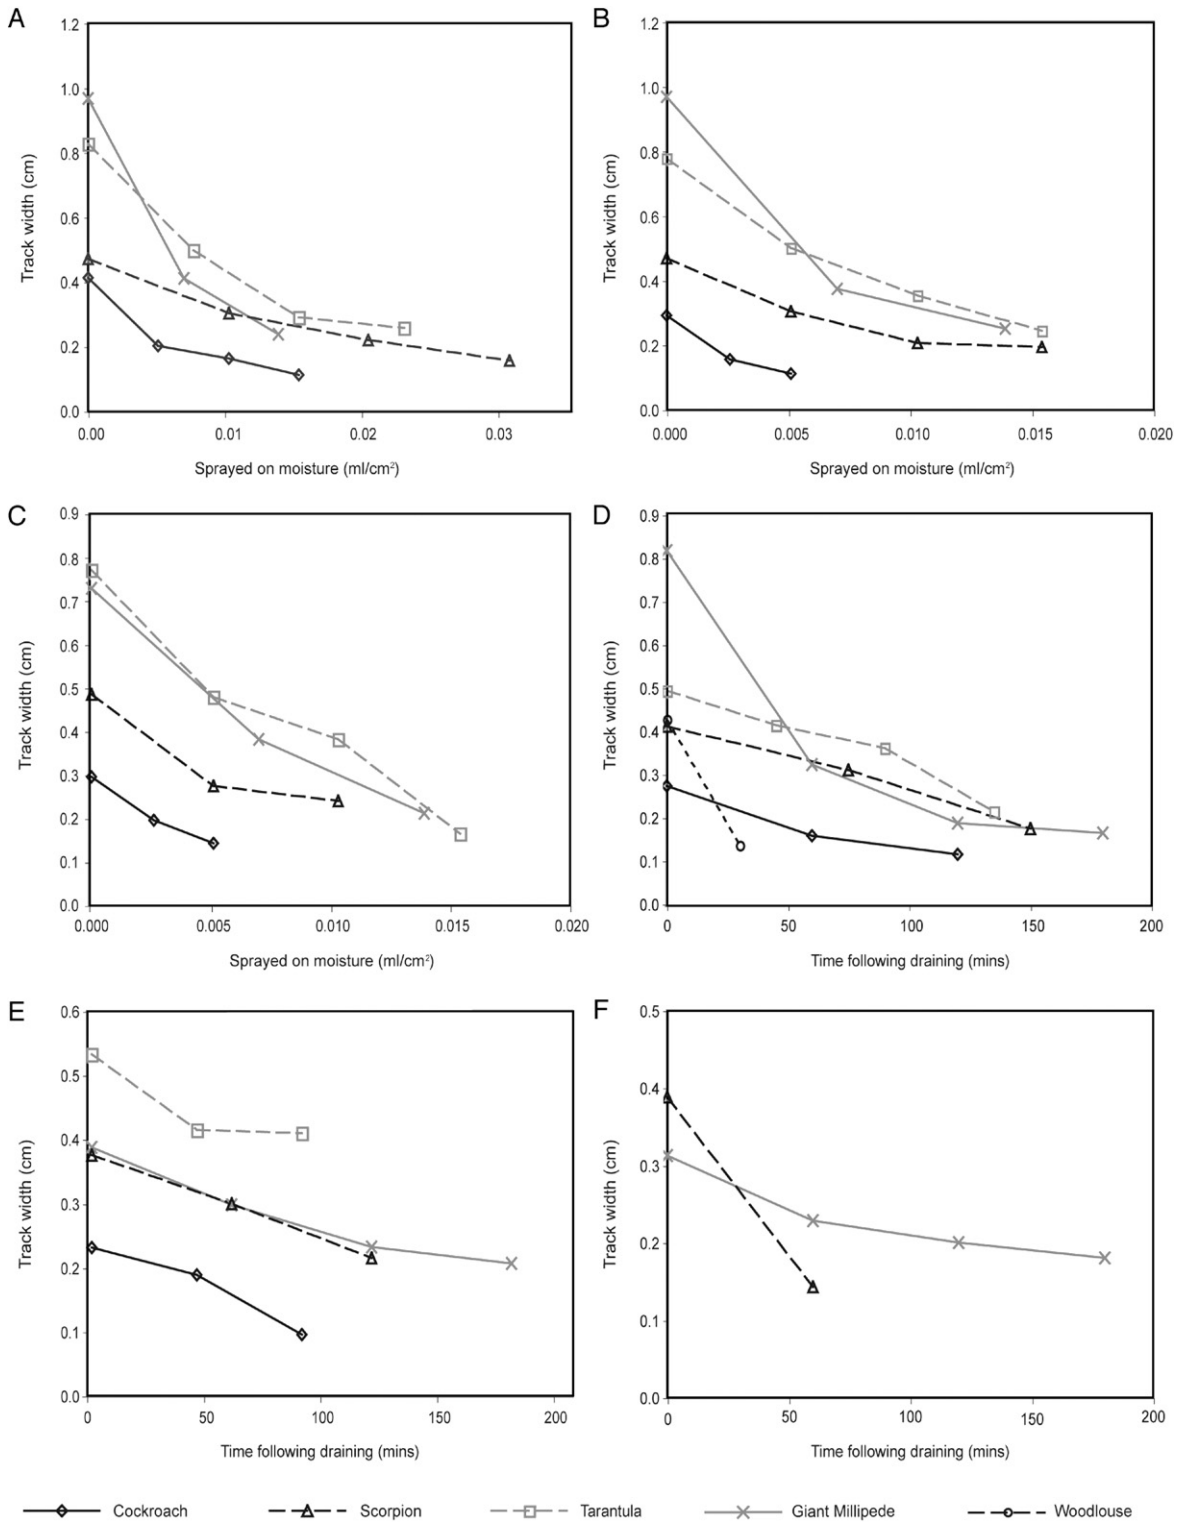 A
1.2
1.0
0.8
0.6
0.4
0.2
0.0
Track width (cm)
0.00 0.01 0.02 0.03
Sprayed on moisture (ml/cm²)
B
1.2
1.0
0.8
0.6
0.4
0.2
0.0
Track width (cm)
0.000 0.005 0.010 0.015 0.020
Sprayed on moisture (ml/cm²)
C
0.9
0.8
0.7
0.6
0.5
0.4
0.3
0.2
0.1
0.0
Track width (cm)
0.000 0.005 0.010 0.015 0.020
Sprayed on moisture (ml/cm²)
D
0.9
0.8
0.7
0.6
0.5
0.4
0.3
0.2
0.1
0.0
Track width (cm)
0 50 100 150 200
Time following draining (mins)
E
0.6
0.5
0.4
0.3
0.2
0.1
0.0
Track width (cm)
0 50 100 150 200
Time following draining (mins)
F
0.5
0.4
0.3
0.2
0.1
0.0
Track width (cm)
0 50 100 150 200
Time following draining (mins)
Cockroach Scorpion Tarantula Giant Millipede Woodlouse